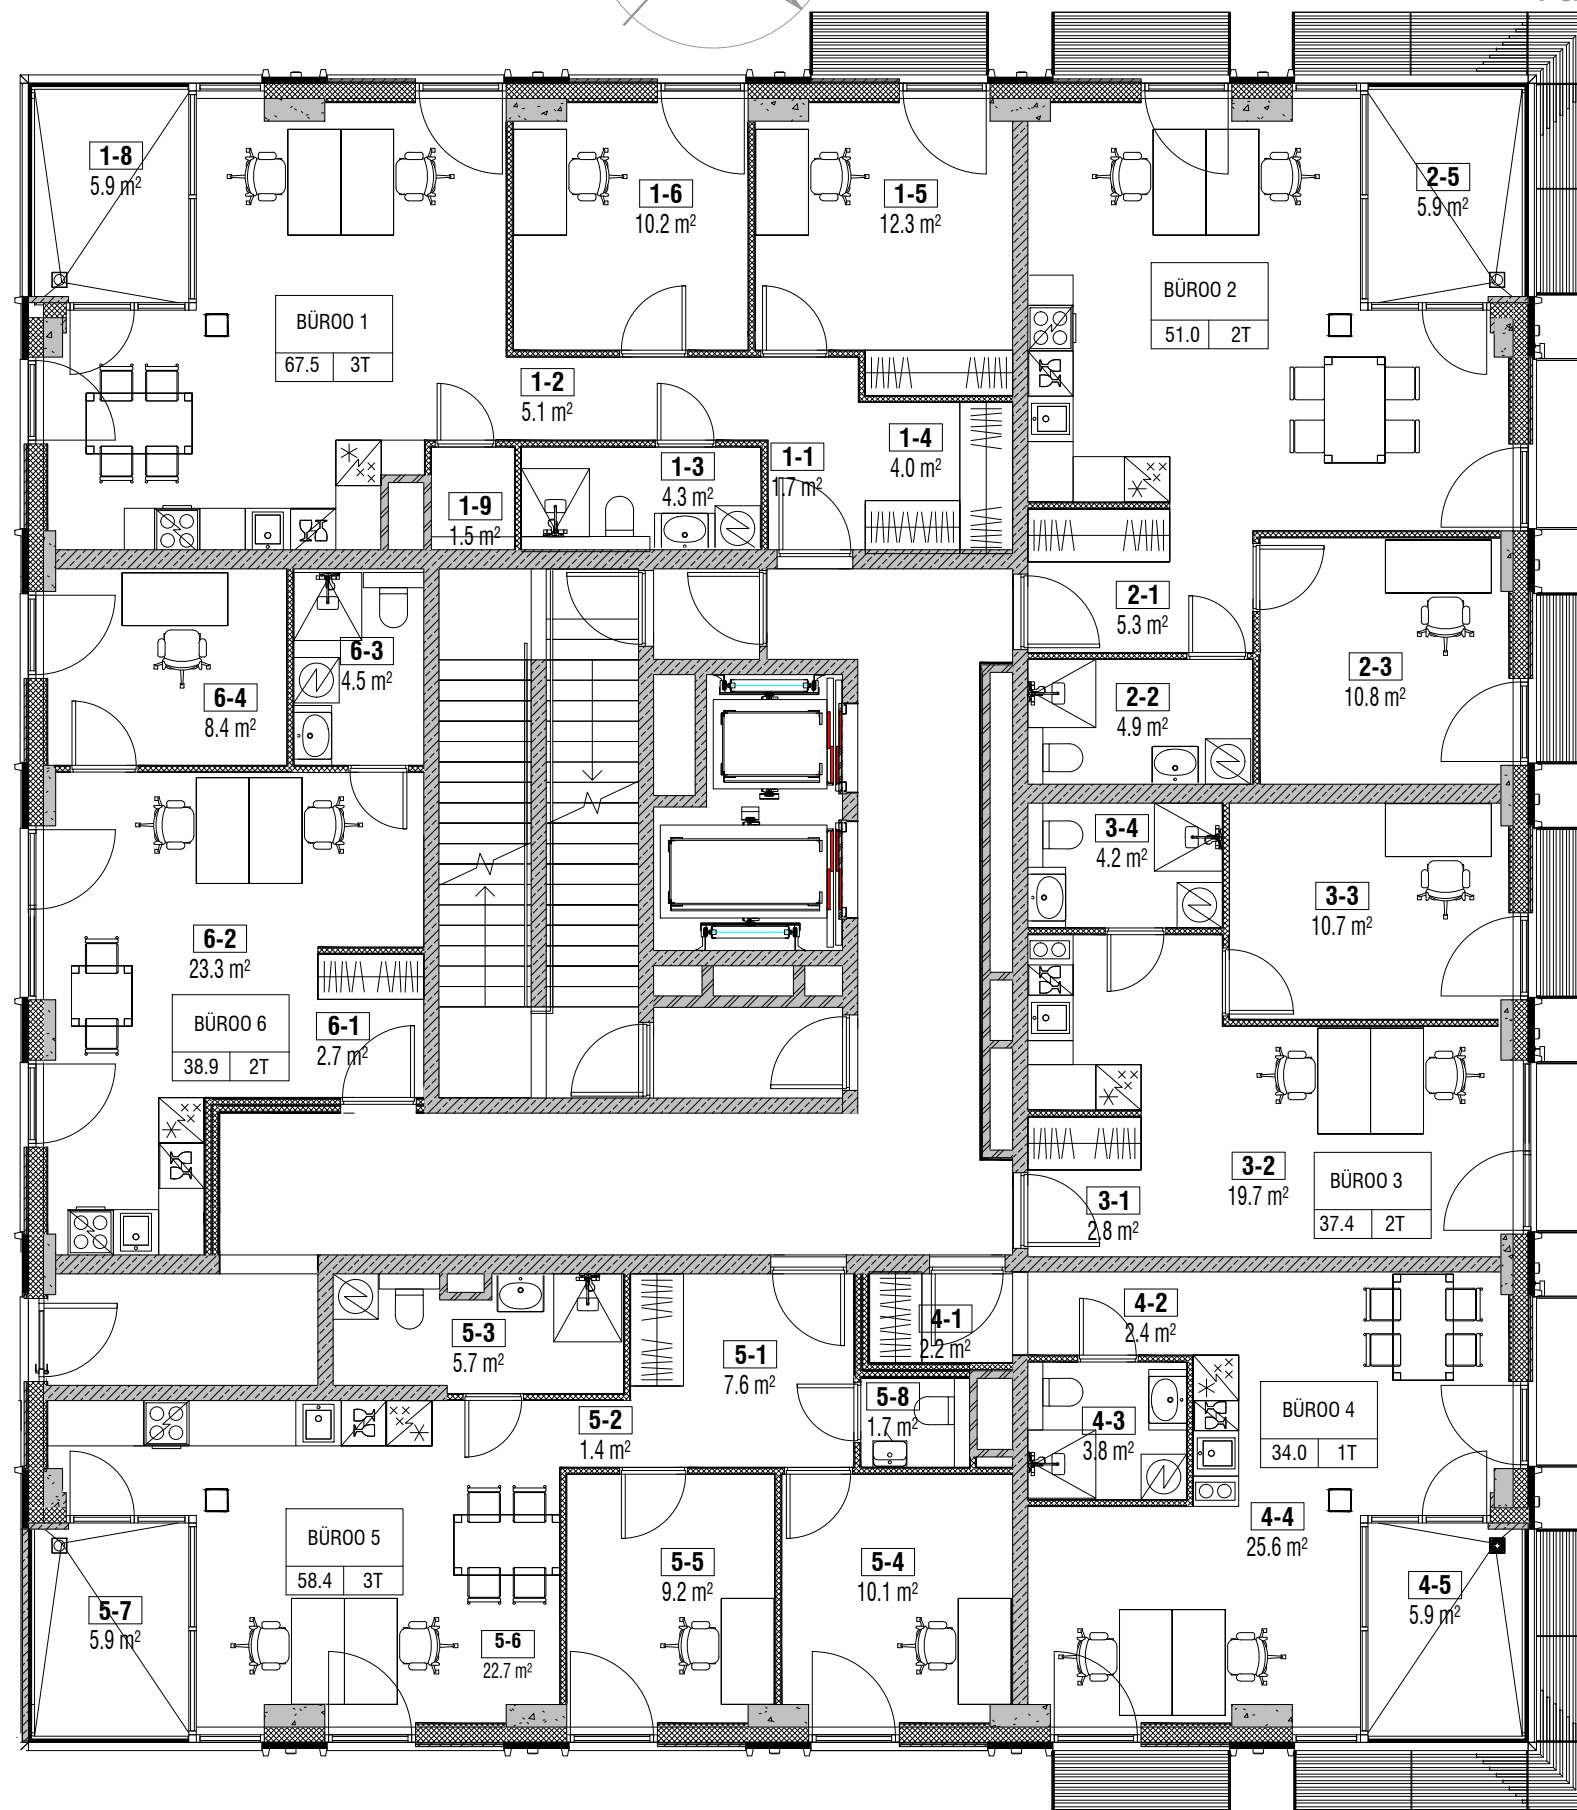 1-8
5.9 m²
1-6
10.2 m²
1-5
12.3 m²
2-5
5.9 m²
BÜROO 1
67.5 3T
BÜROO 2
51.0 2T
1-2
5.1 m²
1-4
4.0 m²
1-3
4.3 m²
1-1
1.7 m²
1-9
1.5 m²
2-1
5.3 m²
6-3
4.5 m²
6-4
8.4 m²
2-3
10.8 m²
2-2
4.9 m²
3-4
4.2 m²
3-3
10.7 m²
6-2
23.3 m²
BÜROO 6
38.9 2T
6-1
2.7 m²
3-2
19.7 m²
BÜROO 3
37.4 2T
3-1
2.8 m²
4-2
2.4 m²
4-1
2.2 m²
5-3
5.7 m²
5-1
7.6 m²
5-8
1.7 m²
5-2
1.4 m²
4-3
3.8 m²
BÜROO 4
34.0 1T
4-4
25.6 m²
BÜROO 5
58.4 3T
5-5
9.2 m²
5-4
10.1 m²
4-5
5.9 m²
5-7
5.9 m²
5-6
22.7 m²